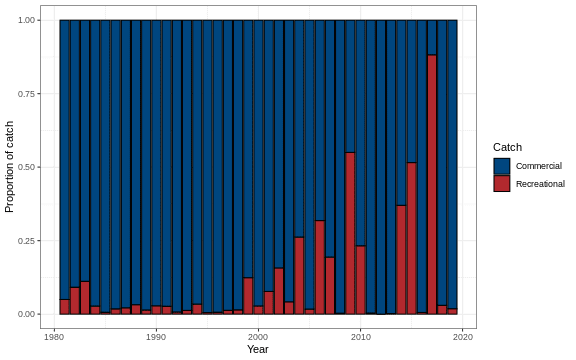 1.00
0.75
0.50
0.25
0.00
Proportion of catch
1980
1990
2000
2010
2020
Year
Catch
Commercial
Recreational